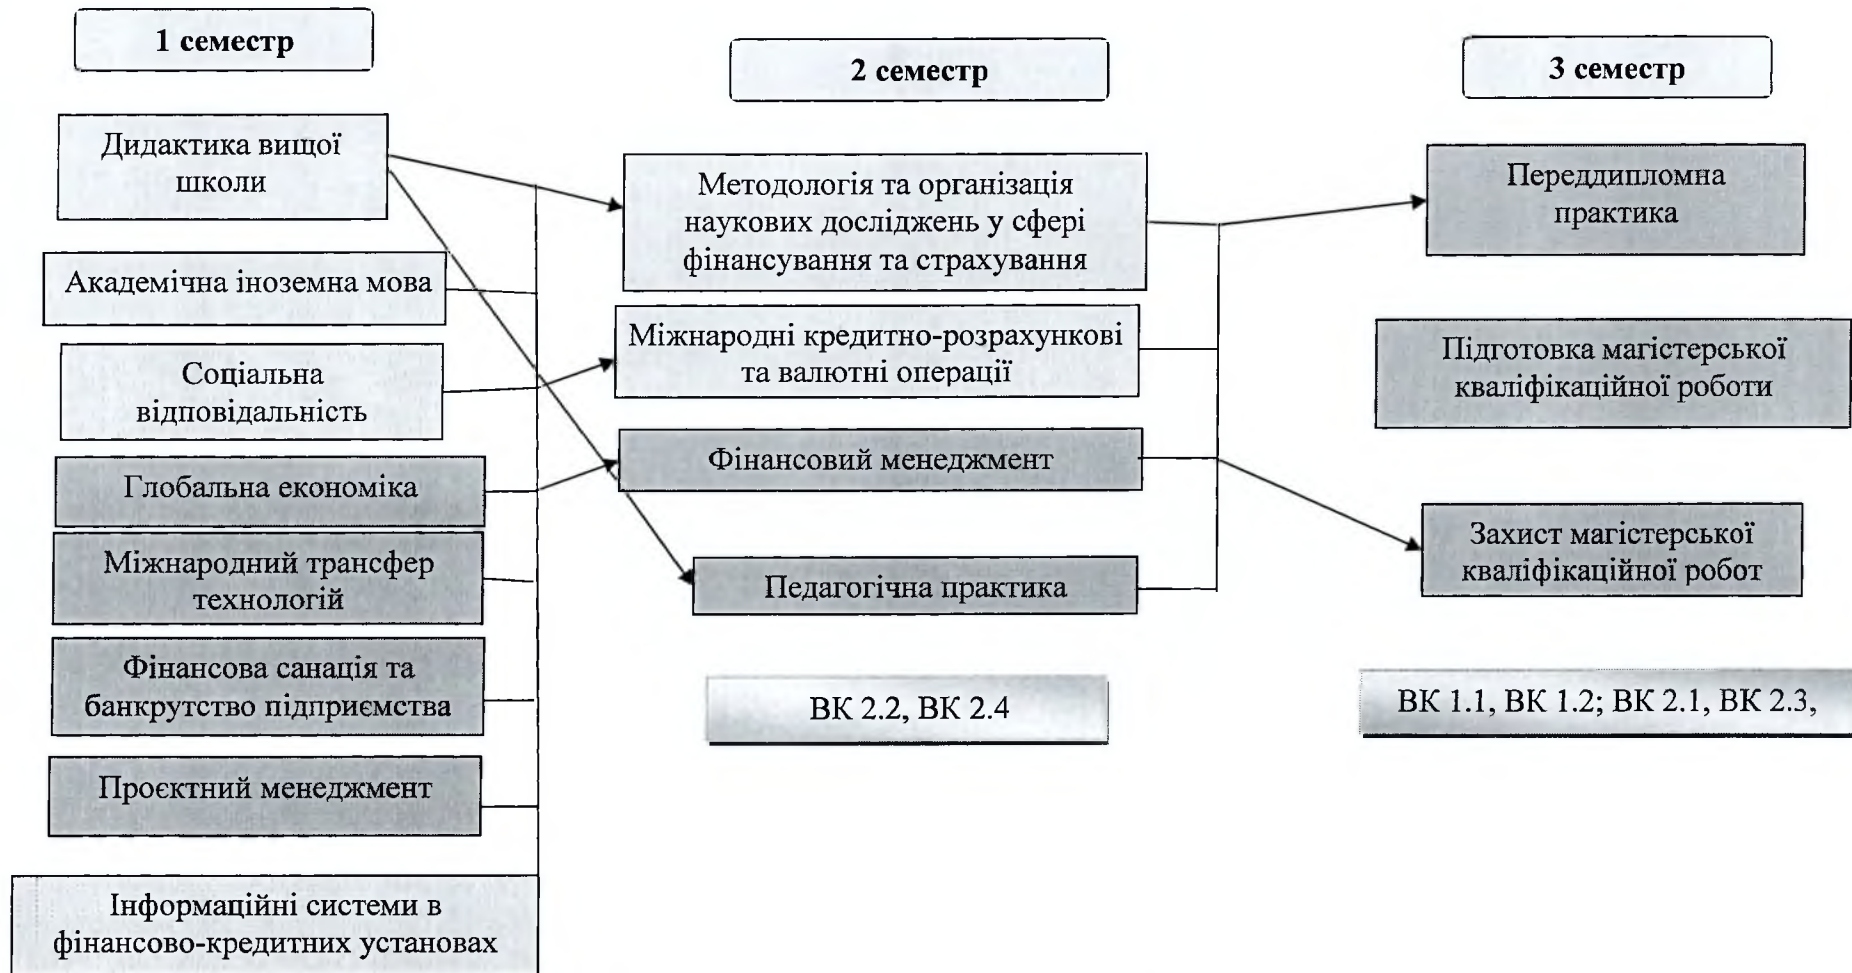 1 семестр
Дидактика вищої
школи
Академічна іноземна мова
Соціальна
відповідальність
Глобальна економіка
Міжнародний трансфер
технологій
Фінансова санація та
банкрутство підприємства
Проєктний менеджмент
Інформаційні системи в
фінансово-кредитних установах
2 семестр
Методологія та організація
наукових досліджень у сфері
фінансування та страхування
Міжнародні кредитно-розрахункові
та валютні операції
Фінансовий менеджмент
Педагогічна практика
ВК 2.2, ВК 2.4
3 семестр
Переддипломна
практика
Підготовка магістерської
кваліфікаційної роботи
Захист магістерської
кваліфікаційної робот
ВК 1.1, ВК 1.2; ВК 2.1, ВК 2.3,